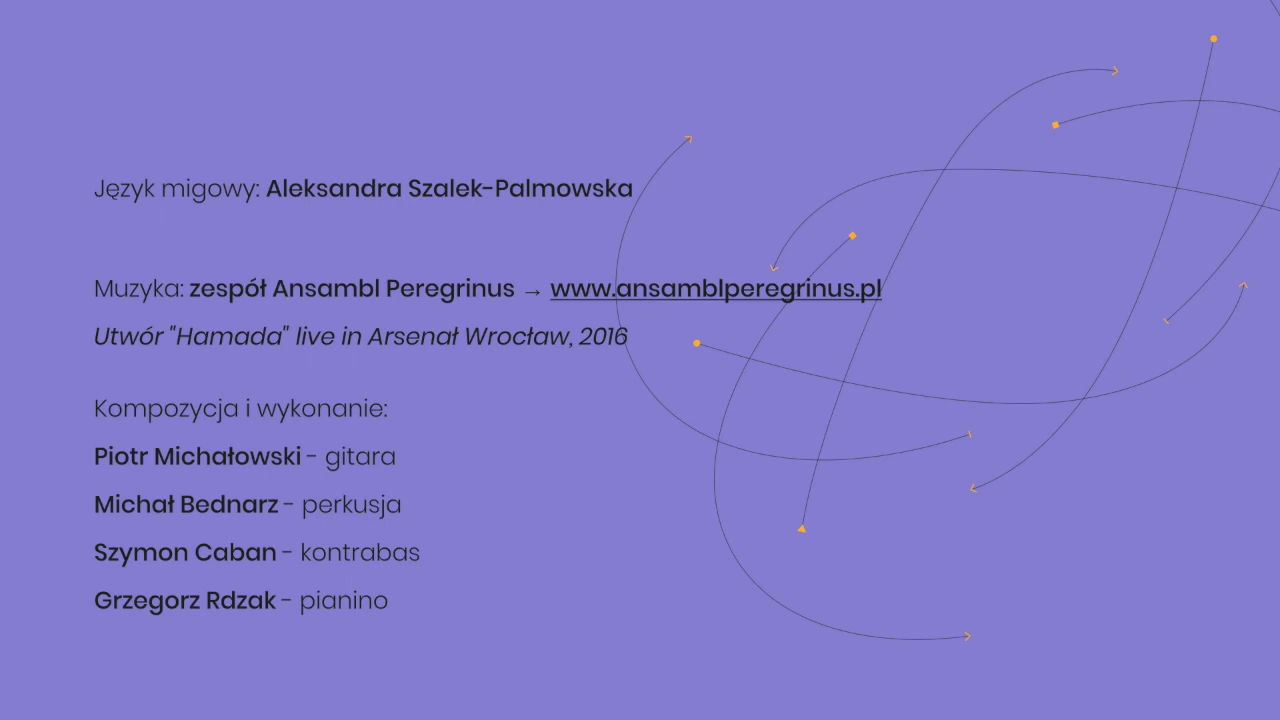 Język migowy: Aleksandra Szalek-Palmowska
Muzyka: zespół Ansambl Peregrinus → www.ansamblperegrinus.pl
Utwór "Hamada" live in Arsenał Wrocław, 2016
Kompozycja i wykonanie:
Piotr Michałowski - gitara
Michał Bednarz - perkusja
Szymon Caban - kontrabas
Grzegorz Rdzak - pianino